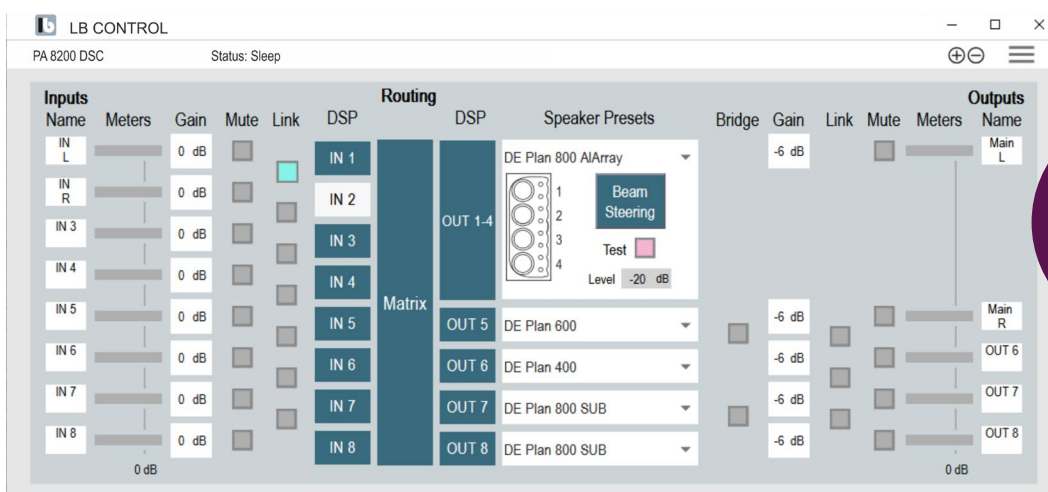 LB CONTROL
PA 8200 DSC Status: Sleep
Inputs Routing Outputs
Name Meters Gain Mute Link DSP DSP Speaker Presets Bridge Gain Link Mute Meters Name
IN L 0 dB IN 1 DE Plan 800 AIArray -6 dB Main L
IN R 0 dB IN 2 OUT 1-4 1 2 3 4 Beam Steering
IN 3 0 dB IN 3 Test
IN 4 0 dB IN 4 Level -20 dB
Matrix
IN 5 0 dB IN 5 OUT 5 DE Plan 600 -6 dB Main R
IN 6 0 dB IN 6 OUT 6 DE Plan 400 -6 dB OUT 6
IN 7 0 dB IN 7 OUT 7 DE Plan 800 SUB -6 dB OUT 7
IN 8 0 dB IN 8 OUT 8 DE Plan 800 SUB -6 dB OUT 8
0 dB 0 dB